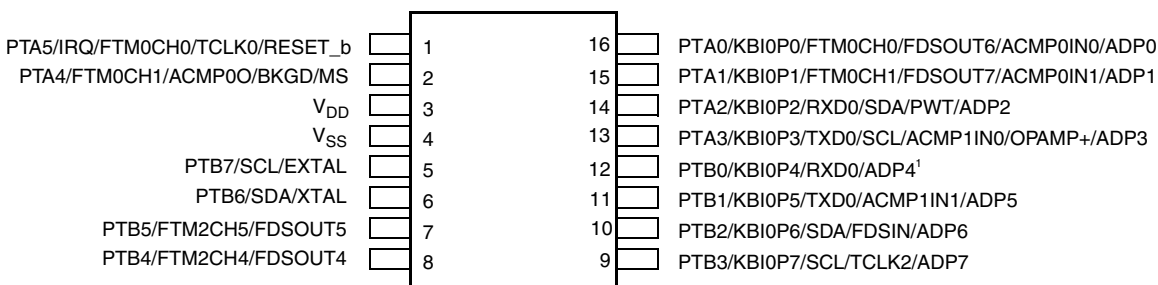 PTA5/IRQ/FTM0CH0/TCLK0/RESET_b 1 16 PTA0/KBI0P0/FTM0CH0/FDSOUT6/ACMP0IN0/ADP0
PTA4/FTM0CH1/ACMP0O/BKGD/MS 2 15 PTA1/KBI0P1/FTM0CH1/FDSOUT7/ACMP0IN1/ADP1
VDD 3 14 PTA2/KBI0P2/RXD0/SDA/PWT/ADP2
VSS 4 13 PTA3/KBI0P3/TXD0/SCL/ACMP1IN0/OPAMP+/ADP3
PTB7/SCL/EXTAL 5 12 PTB0/KBI0P4/RXD0/ADP4¹
PTB6/SDA/XTAL 6 11 PTB1/KBI0P5/TXD0/ACMP1IN1/ADP5
PTB5/FTM2CH5/FDSOUT5 7 10 PTB2/KBI0P6/SDA/FDSIN/ADP6
PTB4/FTM2CH4/FDSOUT4 8 9 PTB3/KBI0P7/SCL/TCLK2/ADP7